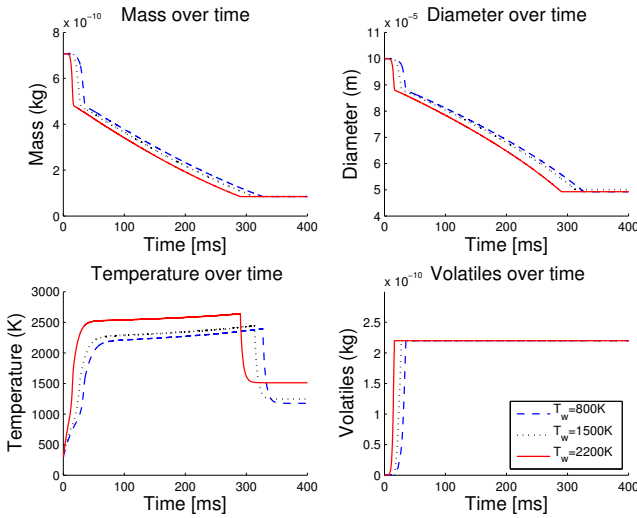 Mass over time
x 10⁻¹⁰
8
6
4
2
0
Mass (kg)
0 100 200 300 400
Time [ms]
Diameter over time
x 10⁻⁵
10
9
8
7
6
5
4
Diameter (m)
0 100 200 300 400
Time [ms]
Temperature over time
3000
2500
2000
1500
1000
500
0
Temperature (K)
0 100 200 300 400
Time [ms]
Volatiles over time
x 10⁻¹⁰
2.5
2
1.5
1
0.5
0
Volatiles (kg)
T_w=800K
T_w=1500K
T_w=2200K
0 100 200 300 400
Time [ms]